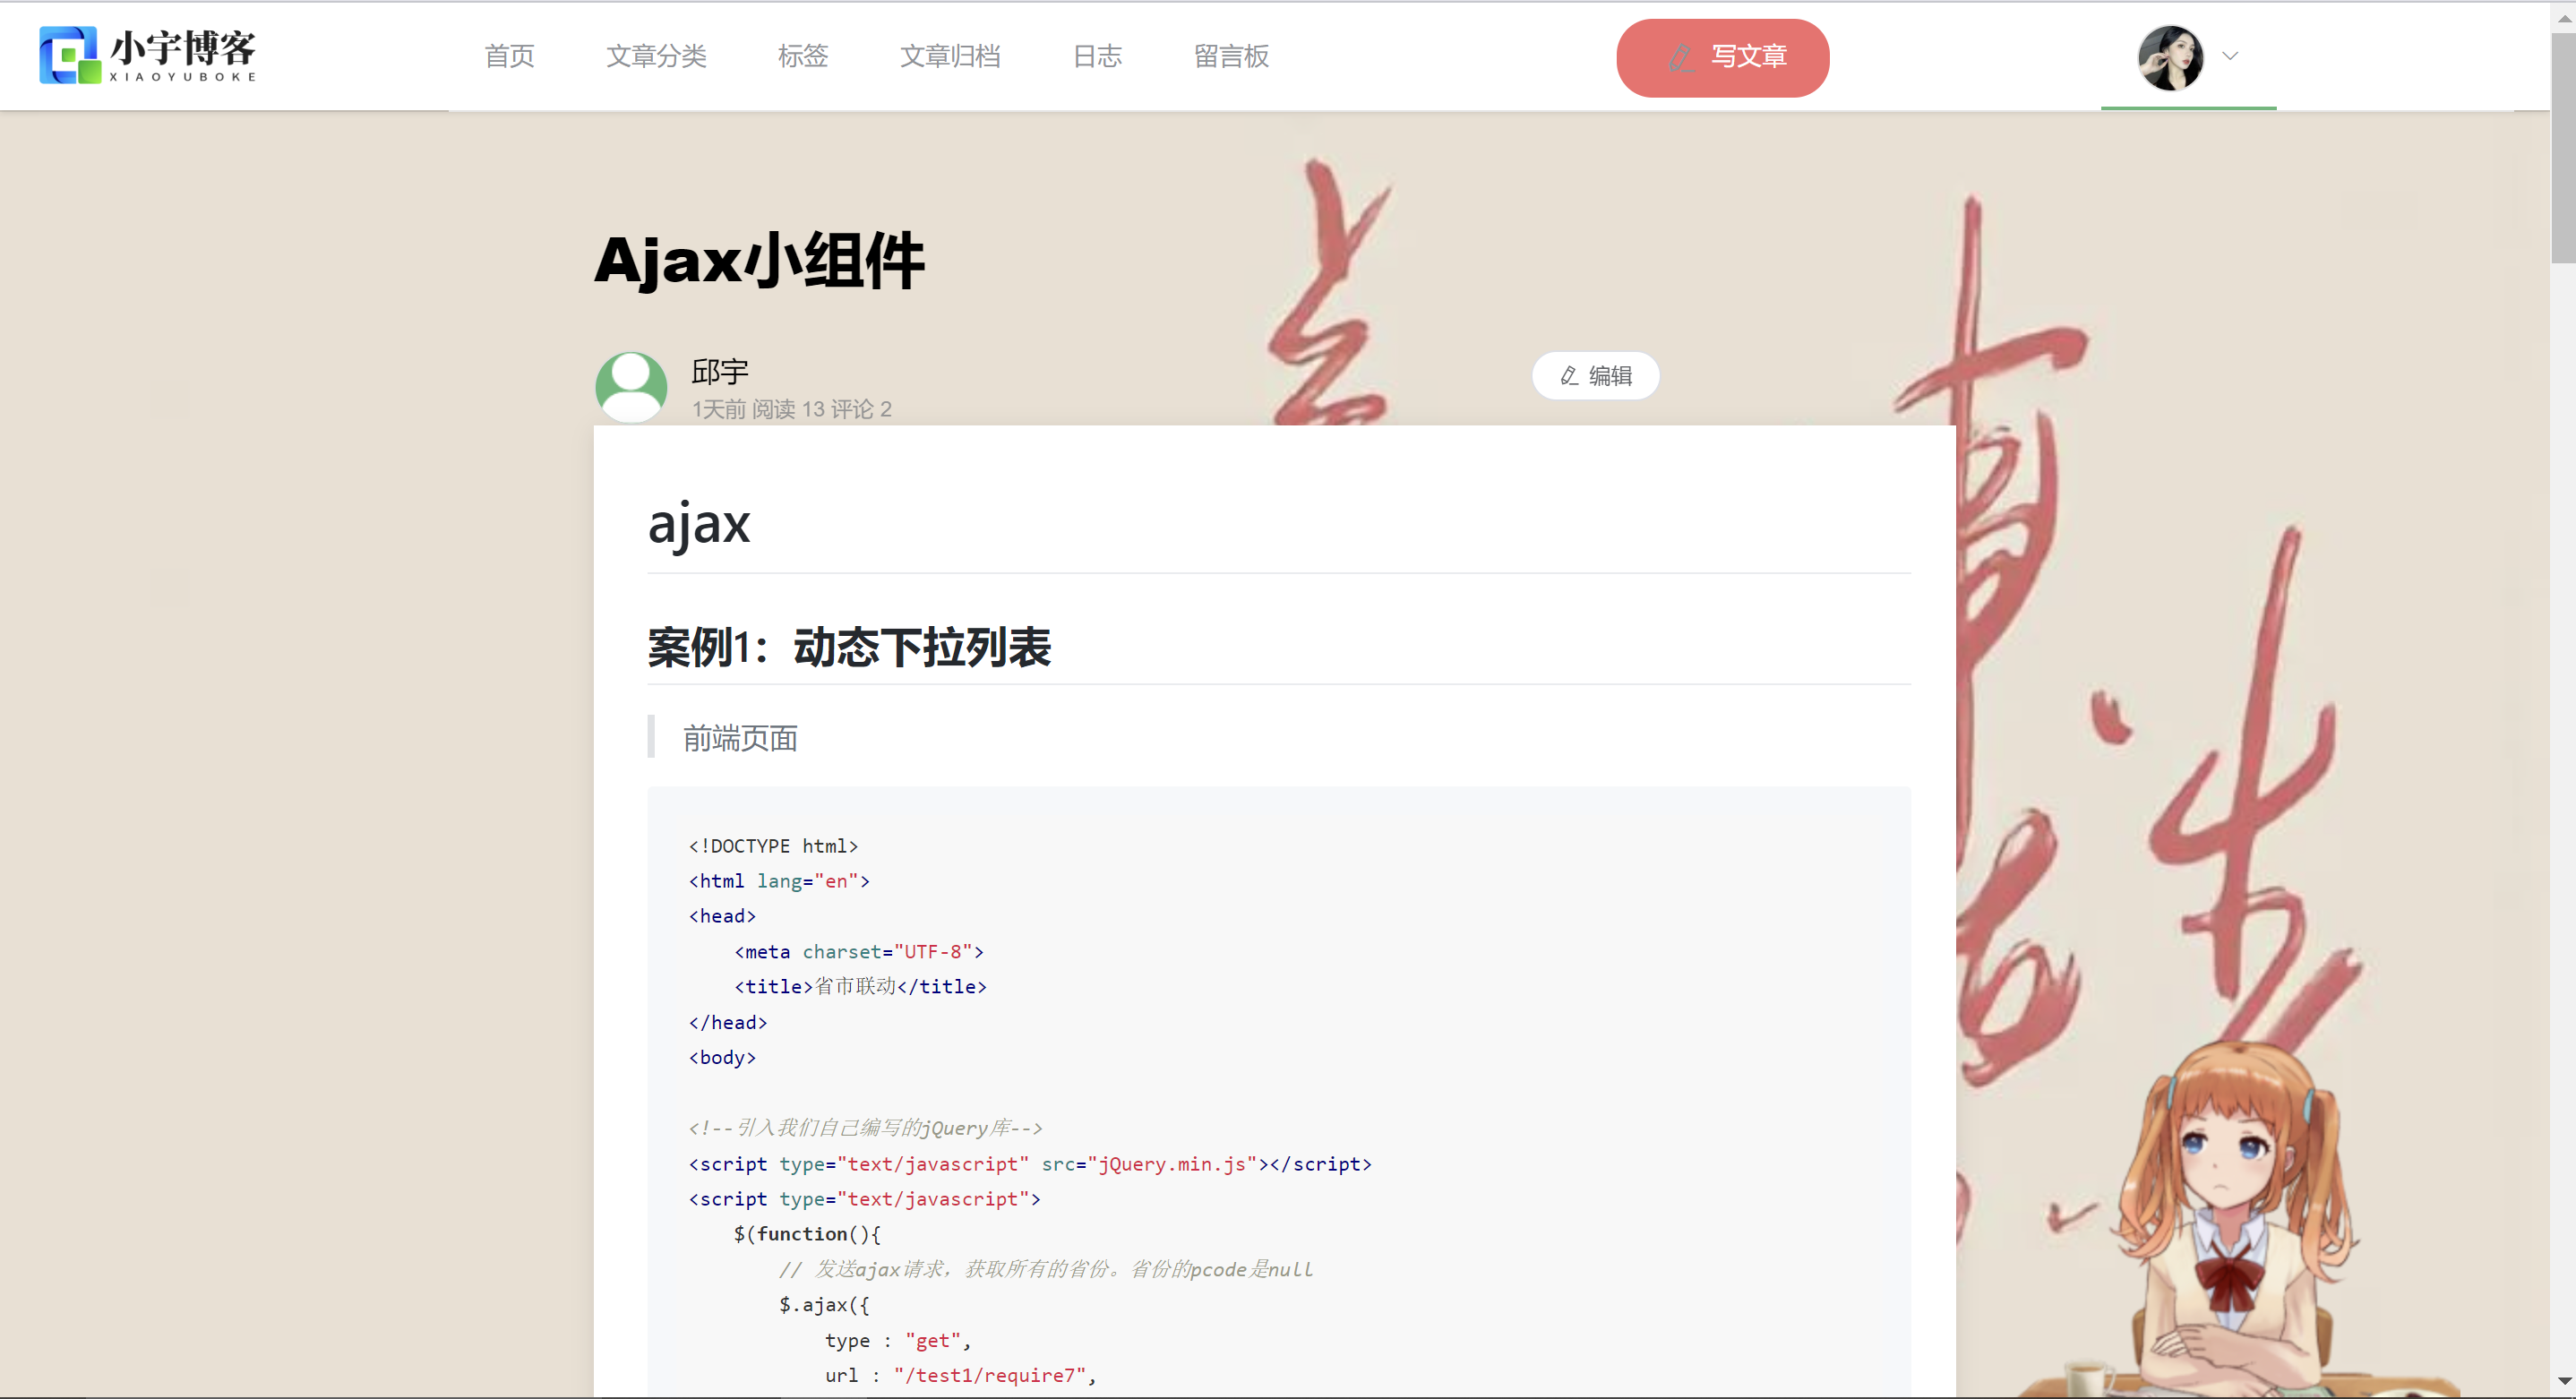 小宇博客
XIAOYUBOKE
首页 文章分类 标签 文章归档 日志 留言板 写文章
Ajax小组件
邱宇
1天前 阅读 13 评论 2
编辑
ajax
案例1：动态下拉列表
前端页面
<!DOCTYPE html>
<html lang="en">
<head>
    <meta charset="UTF-8">
    <title>省市联动</title>
</head>
<body>
<!--引入我们自己编写的jQuery库-->
<script type="text/javascript" src="jQuery.min.js"></script>
<script type="text/javascript">
    $(function(){
        // 发送ajax请求，获取所有的省份。省份的pcode是null
        $.ajax({
            type : "get",
            url : "/test1/require7",